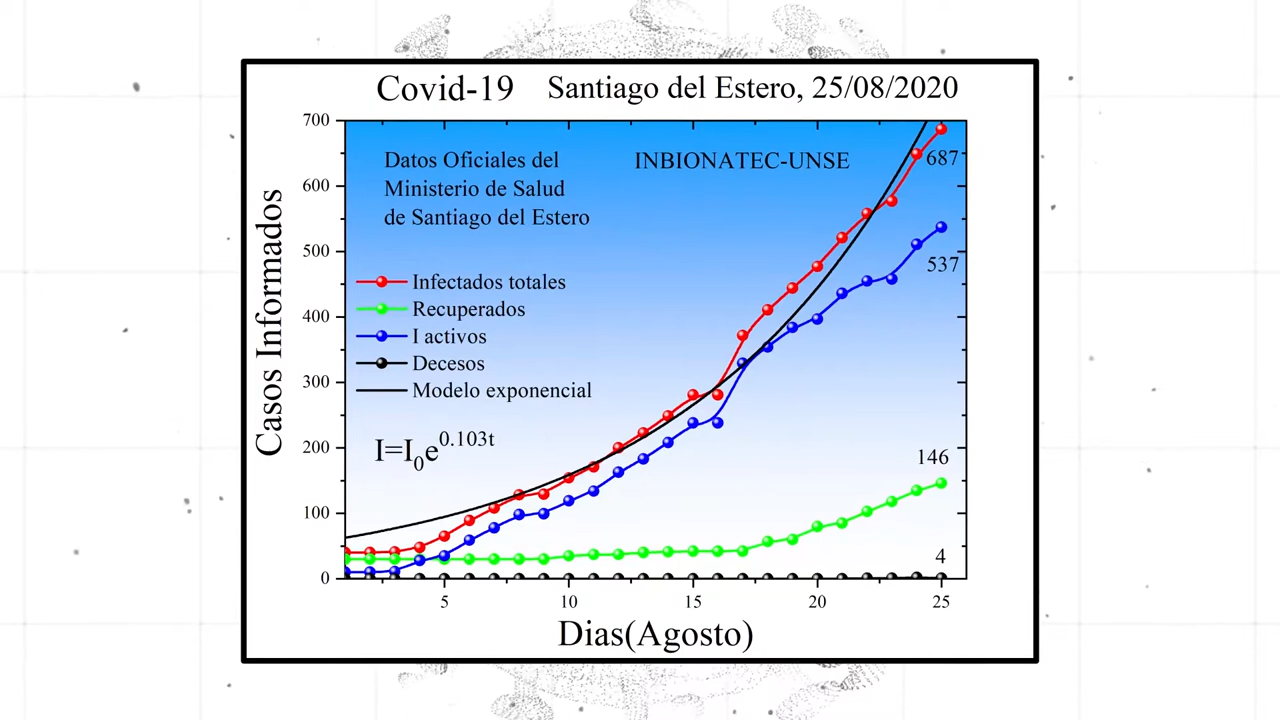 Covid-19 Santiago del Estero, 25/08/2020
700
600
500
400
300
200
100
0
Casos Informados
Datos Oficiales del
Ministerio de Salud
de Santiago del Estero
INBIONATEC-UNSE
Infectados totales
Recuperados
I activos
Decesos
Modelo exponencial
I=I₀e^0.103t
687
537
146
4
5 10 15 20 25
Dias(Agosto)